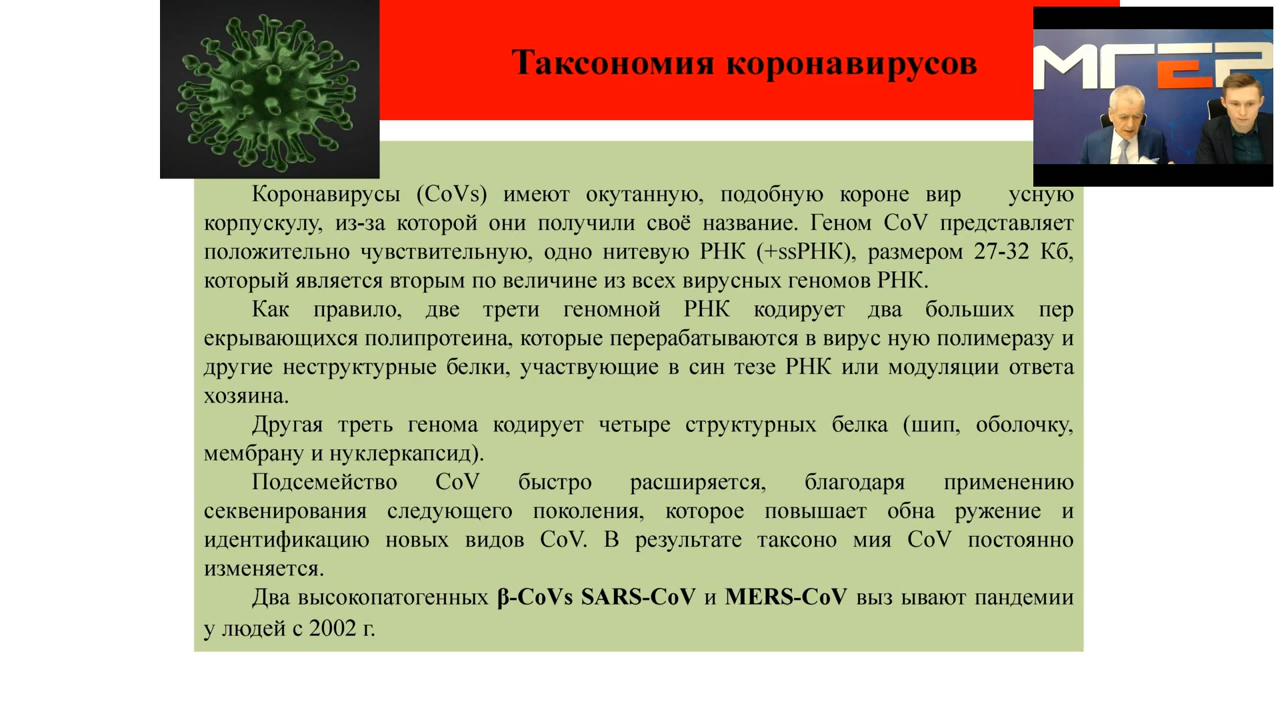 Таксономия коронавирусов
МГЕР
Коронавирусы (CoVs) имеют окутанную, подобную короне вир усную
корпускулу, из-за которой они получили своё название. Геном CoV представляет
положительно чувствительную, одно нитевую РНК (+ssРНК), размером 27-32 Кб,
который является вторым по величине из всех вирусных геномов РНК.
Как правило, две трети геномной РНК кодирует два больших пер
екрывающихся полипротеина, которые перерабатываются в вирус ную полимеразу и
другие неструктурные белки, участвующие в син тезе РНК или модуляции ответа
хозяина.
Другая треть генома кодирует четыре структурных белка (шип, оболочку,
мембрану и нуклеркапсид).
Подсемейство CoV быстро расширяется, благодаря применению
секвенирования следующего поколения, которое повышает обна ружение и
идентификацию новых видов CoV. В результате таксоно мия CoV постоянно
изменяется.
Два высокопатогенных β-CoVs SARS-CoV и MERS-CoV выз ывают пандемии
у людей с 2002 г.